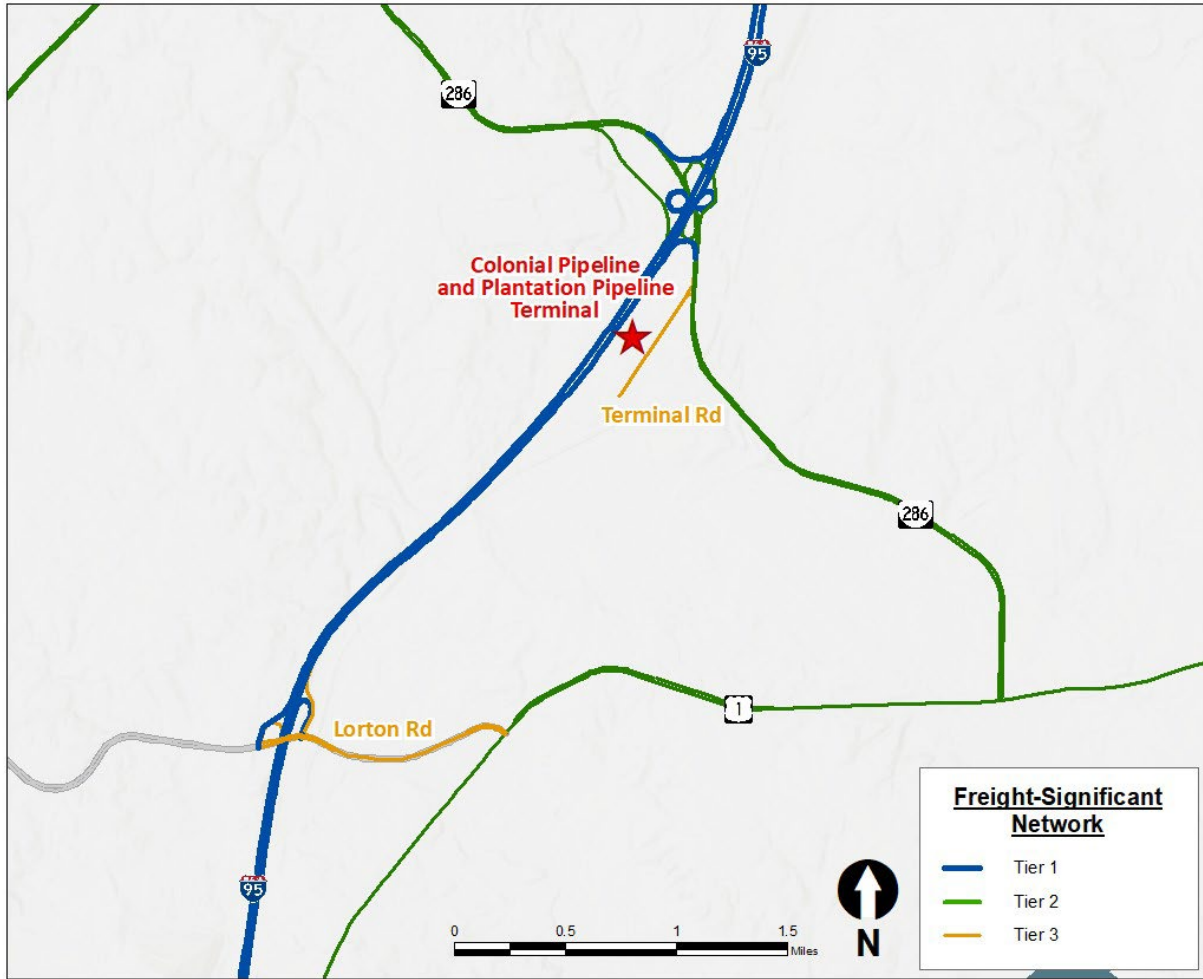 95
286
Colonial Pipeline
and Plantation Pipeline
Terminal
Terminal Rd
286
1
Lorton Rd
95
Freight-Significant
Network
Tier 1
Tier 2
Tier 3
0 0.5 1 1.5
Miles
N